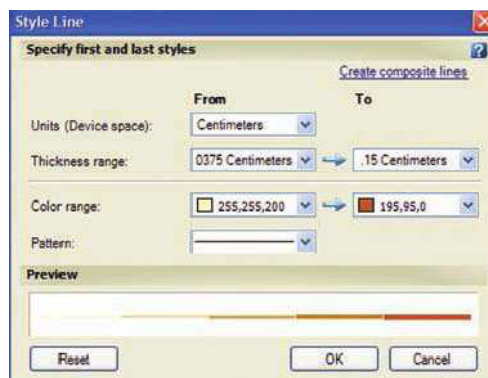 Style Line
Specify first and last styles
Create composite lines
From To
Units (Device space): Centimeters
Thickness range: 0375 Centimeters .15 Centimeters
Color range: 255,255,200 195,95,0
Pattern:
Preview
Reset OK Cancel